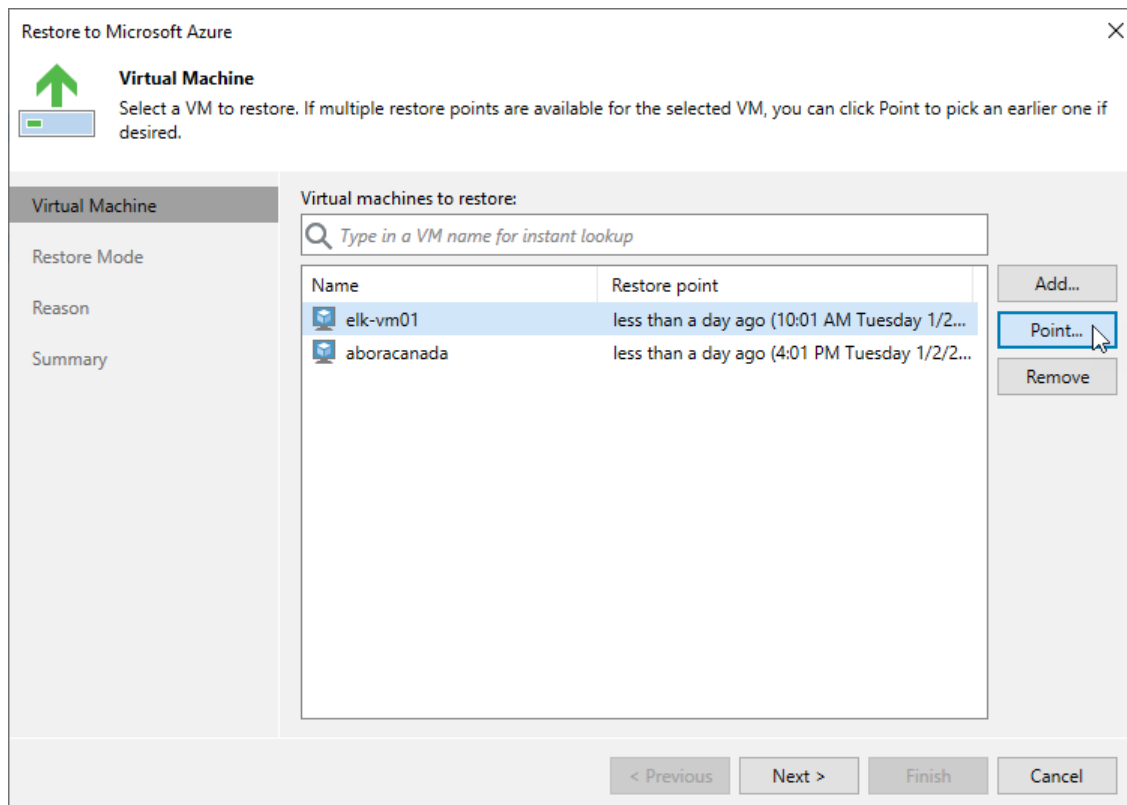 Restore to Microsoft Azure
Virtual Machine
Select a VM to restore. If multiple restore points are available for the selected VM, you can click Point to pick an earlier one if
desired.
Virtual Machine
Restore Mode
Reason
Summary
Virtual machines to restore:
Type in a VM name for instant lookup
Name Restore point
elk-vm01 less than a day ago (10:01 AM Tuesday 1/2...
aboracanada less than a day ago (4:01 PM Tuesday 1/2/2...
Add...
Point...
Remove
< Previous Next > Finish Cancel